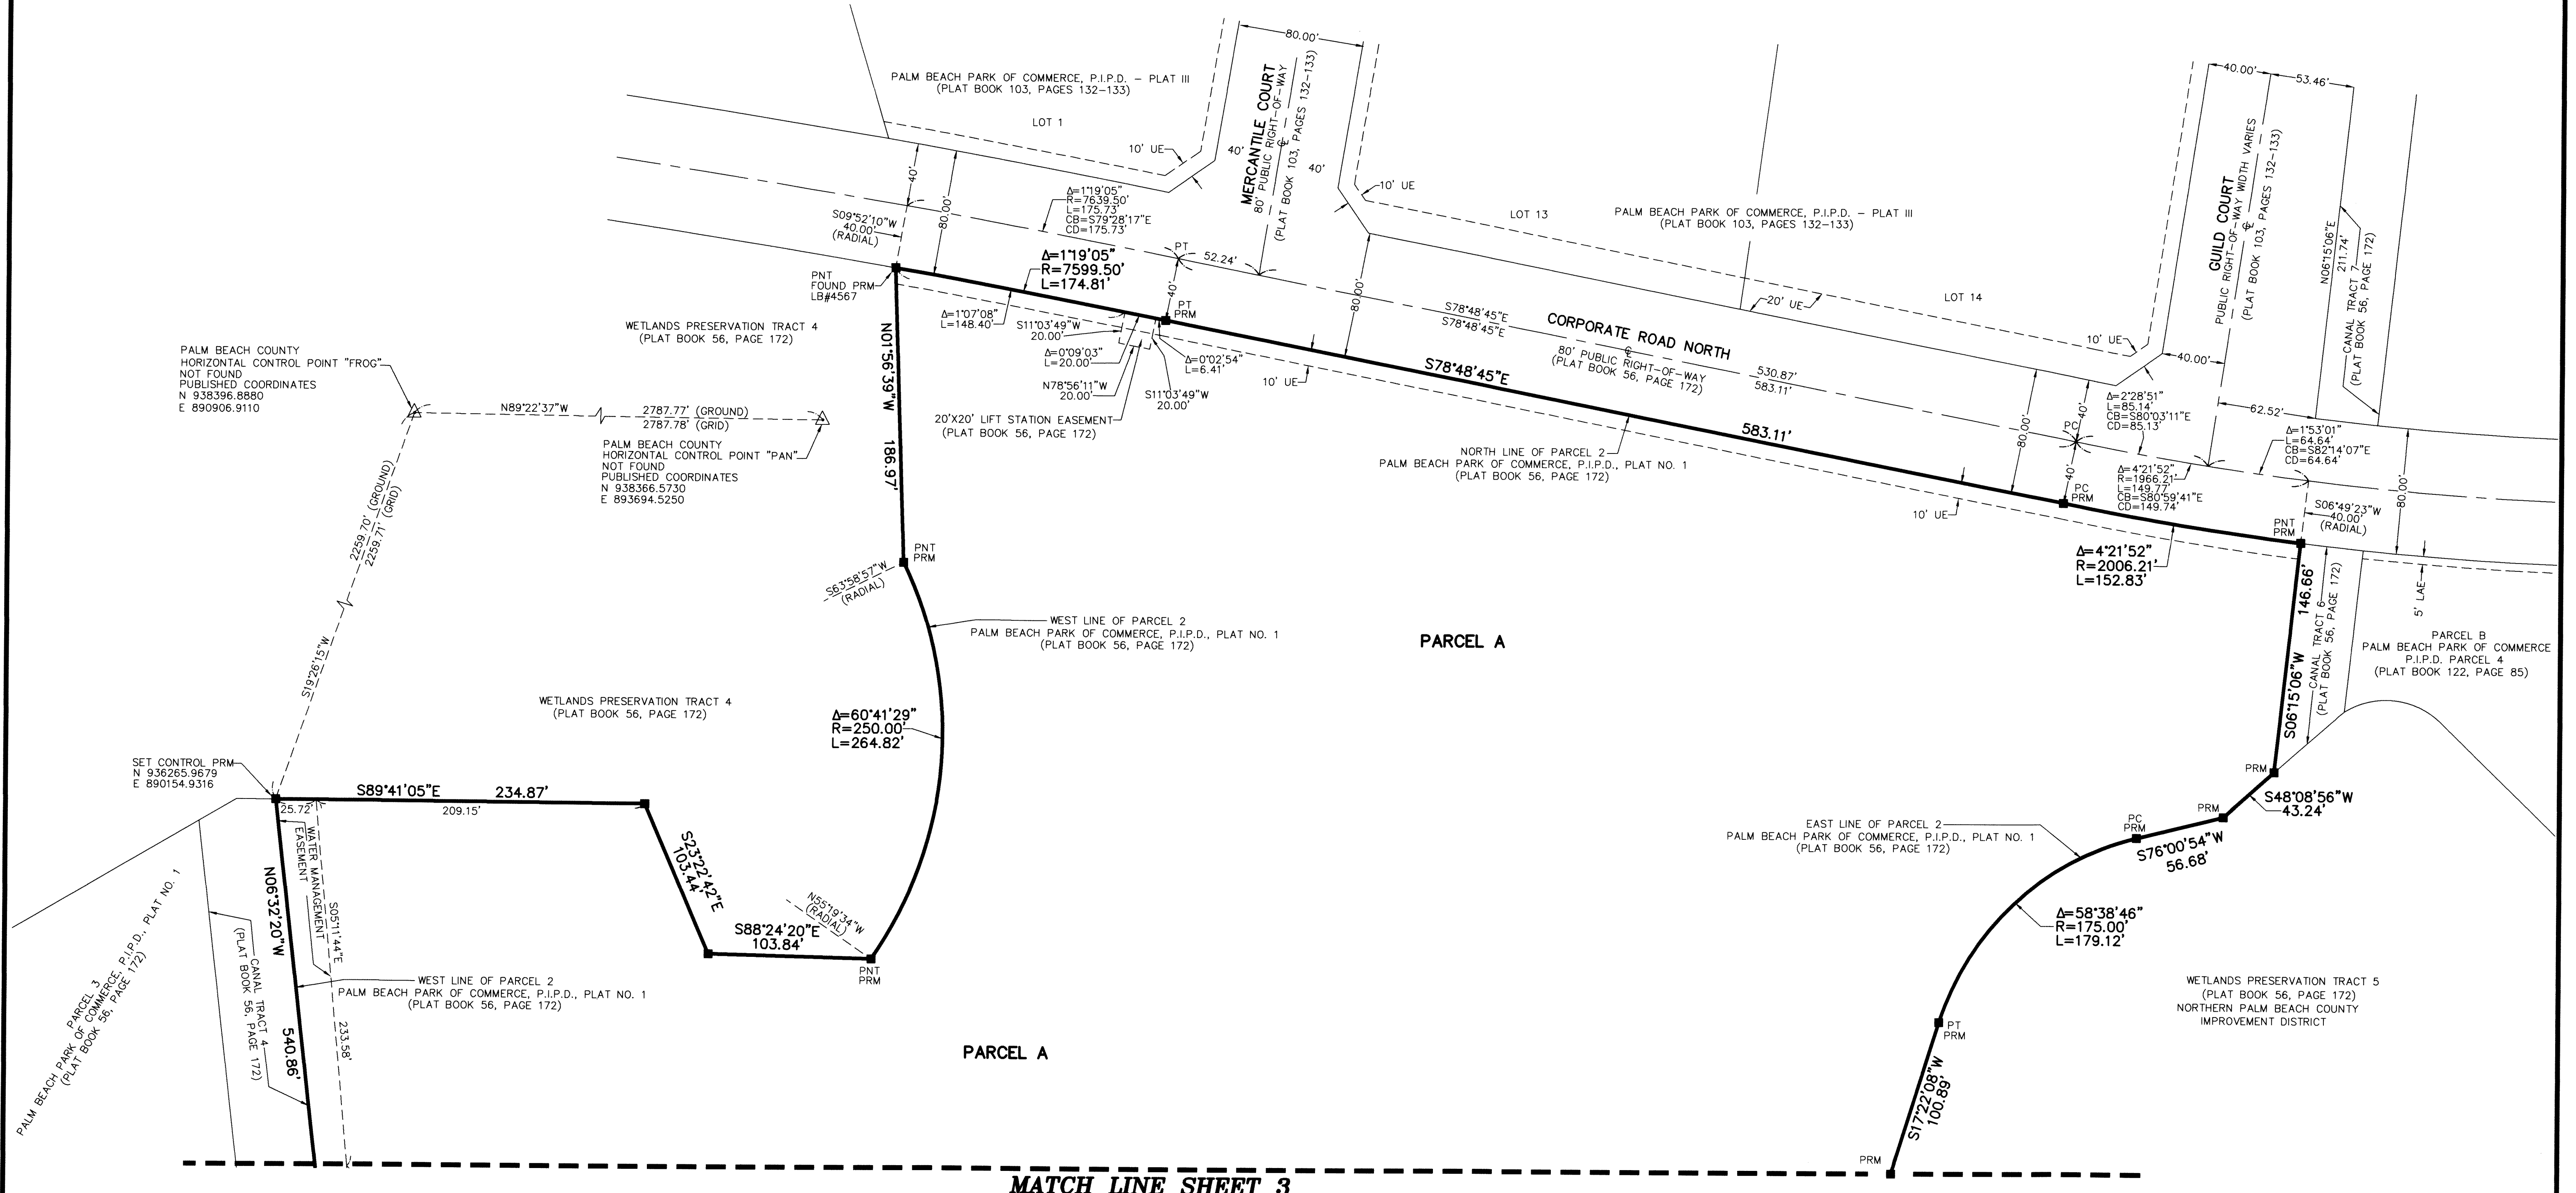 PALM BEACH PARK OF COMMERCE, P.I.P.D. – PLAT III
(PLAT BOOK 103, PAGES 132–133)
LOT 1
10' UE
80.00'
MERCANTILE COURT
80' PUBLIC RIGHT–OF–WAY
(PLAT BOOK 103, PAGES 132–133)
40'
40'
10' UE
LOT 13
PALM BEACH PARK OF COMMERCE, P.I.P.D. – PLAT III
(PLAT BOOK 103, PAGES 132–133)
20' UE
LOT 14
10' UE
40.00'
53.46'
GUILD COURT
PUBLIC RIGHT–OF–WAY WIDTH VARIES
(PLAT BOOK 103, PAGES 132–133)
N06°15'06"E
211.74'
CANAL TRACT 7
(PLAT BOOK 56, PAGE 172)
40.00'
62.52'
40'
80.00'
S09°52'10"W
40.00'
(RADIAL)
Δ=1°19'05"
R=7639.50'
L=175.73'
CB=S79°28'17"E
CD=175.73'
PT
52.24'
40'
80.00'
S78°48'45"E
S78°48'45"E
CORPORATE ROAD NORTH
80' PUBLIC RIGHT–OF–WAY
(PLAT BOOK 56, PAGE 172)
530.87'
583.11'
PC
40'
80.00'
40'
Δ=2°28'51"
L=85.14'
CB=S80°03'11"E
CD=85.13'
Δ=1°53'01"
L=64.64'
CB=S82°14'07"E
CD=64.64'
Δ=4°21'52"
R=1966.21'
L=149.77'
CB=S80°59'41"E
CD=149.74'
S06°49'23"W
40.00'
(RADIAL)
80.00'
PNT
FOUND PRM
LB#4567
Δ=1°19'05"
R=7599.50'
L=174.81'
PT
PRM
Δ=1°07'08"
L=148.40'
S11°03'49"W
20.00'
Δ=0°09'03"
L=20.00'
Δ=0°02'54"
L=6.41'
N78°56'11"W
20.00'
S11°03'49"W
20.00'
20'X20' LIFT STATION EASEMENT
(PLAT BOOK 56, PAGE 172)
10' UE
S78°48'45"E
583.11'
NORTH LINE OF PARCEL 2
PALM BEACH PARK OF COMMERCE, P.I.P.D., PLAT NO. 1
(PLAT BOOK 56, PAGE 172)
10' UE
PC
PRM
PNT
PRM
Δ=4°21'52"
R=2006.21'
L=152.83'
WETLANDS PRESERVATION TRACT 4
(PLAT BOOK 56, PAGE 172)
N01°56'39"W
186.97'
PALM BEACH COUNTY
HORIZONTAL CONTROL POINT "FROG"
NOT FOUND
PUBLISHED COORDINATES
N 938396.8880
E 890906.9110
N89°22'37"W
2787.77' (GROUND)
2787.78' (GRID)
PALM BEACH COUNTY
HORIZONTAL CONTROL POINT "PAN"
NOT FOUND
PUBLISHED COORDINATES
N 938366.5730
E 893694.5250
2259.70' (GROUND)
2259.71' (GRID)
S19°26'15"W
PNT
PRM
S63°58'57"W
(RADIAL)
WEST LINE OF PARCEL 2
PALM BEACH PARK OF COMMERCE, P.I.P.D., PLAT NO. 1
(PLAT BOOK 56, PAGE 172)
PARCEL A
146.66'
S06°15'06"W
CANAL TRACT 6
(PLAT BOOK 56, PAGE 172)
5' LAE
PARCEL B
PALM BEACH PARK OF COMMERCE
P.I.P.D. PARCEL 4
(PLAT BOOK 122, PAGE 85)
WETLANDS PRESERVATION TRACT 4
(PLAT BOOK 56, PAGE 172)
Δ=60°41'29"
R=250.00'
L=264.82'
SET CONTROL PRM
N 936265.9679
E 890154.9316
S89°41'05"E
234.87'
25.72'
209.15'
WATER MANAGEMENT
EASEMENT
S05°11'44"E
233.58'
N06°32'20"W
540.86'
S23°22'42"E
103.44'
S88°24'20"E
103.84'
N55°19'34"W
(RADIAL)
PNT
PRM
PRM
S48°08'56"W
43.24'
PRM
PC
PRM
S76°00'54"W
56.68'
EAST LINE OF PARCEL 2
PALM BEACH PARK OF COMMERCE, P.I.P.D., PLAT NO. 1
(PLAT BOOK 56, PAGE 172)
Δ=58°38'46"
R=175.00'
L=179.12'
WETLANDS PRESERVATION TRACT 5
(PLAT BOOK 56, PAGE 172)
NORTHERN PALM BEACH COUNTY
IMPROVEMENT DISTRICT
PT
PRM
S17°22'08"W
100.89'
PRM
PARCEL 3
PALM BEACH PARK OF COMMERCE, P.I.P.D., PLAT NO. 1
(PLAT BOOK 56, PAGE 172)
CANAL TRACT 4
(PLAT BOOK 56, PAGE 172)
WEST LINE OF PARCEL 2
PALM BEACH PARK OF COMMERCE, P.I.P.D., PLAT NO. 1
(PLAT BOOK 56, PAGE 172)
PARCEL A
MATCH LINE SHEET 3